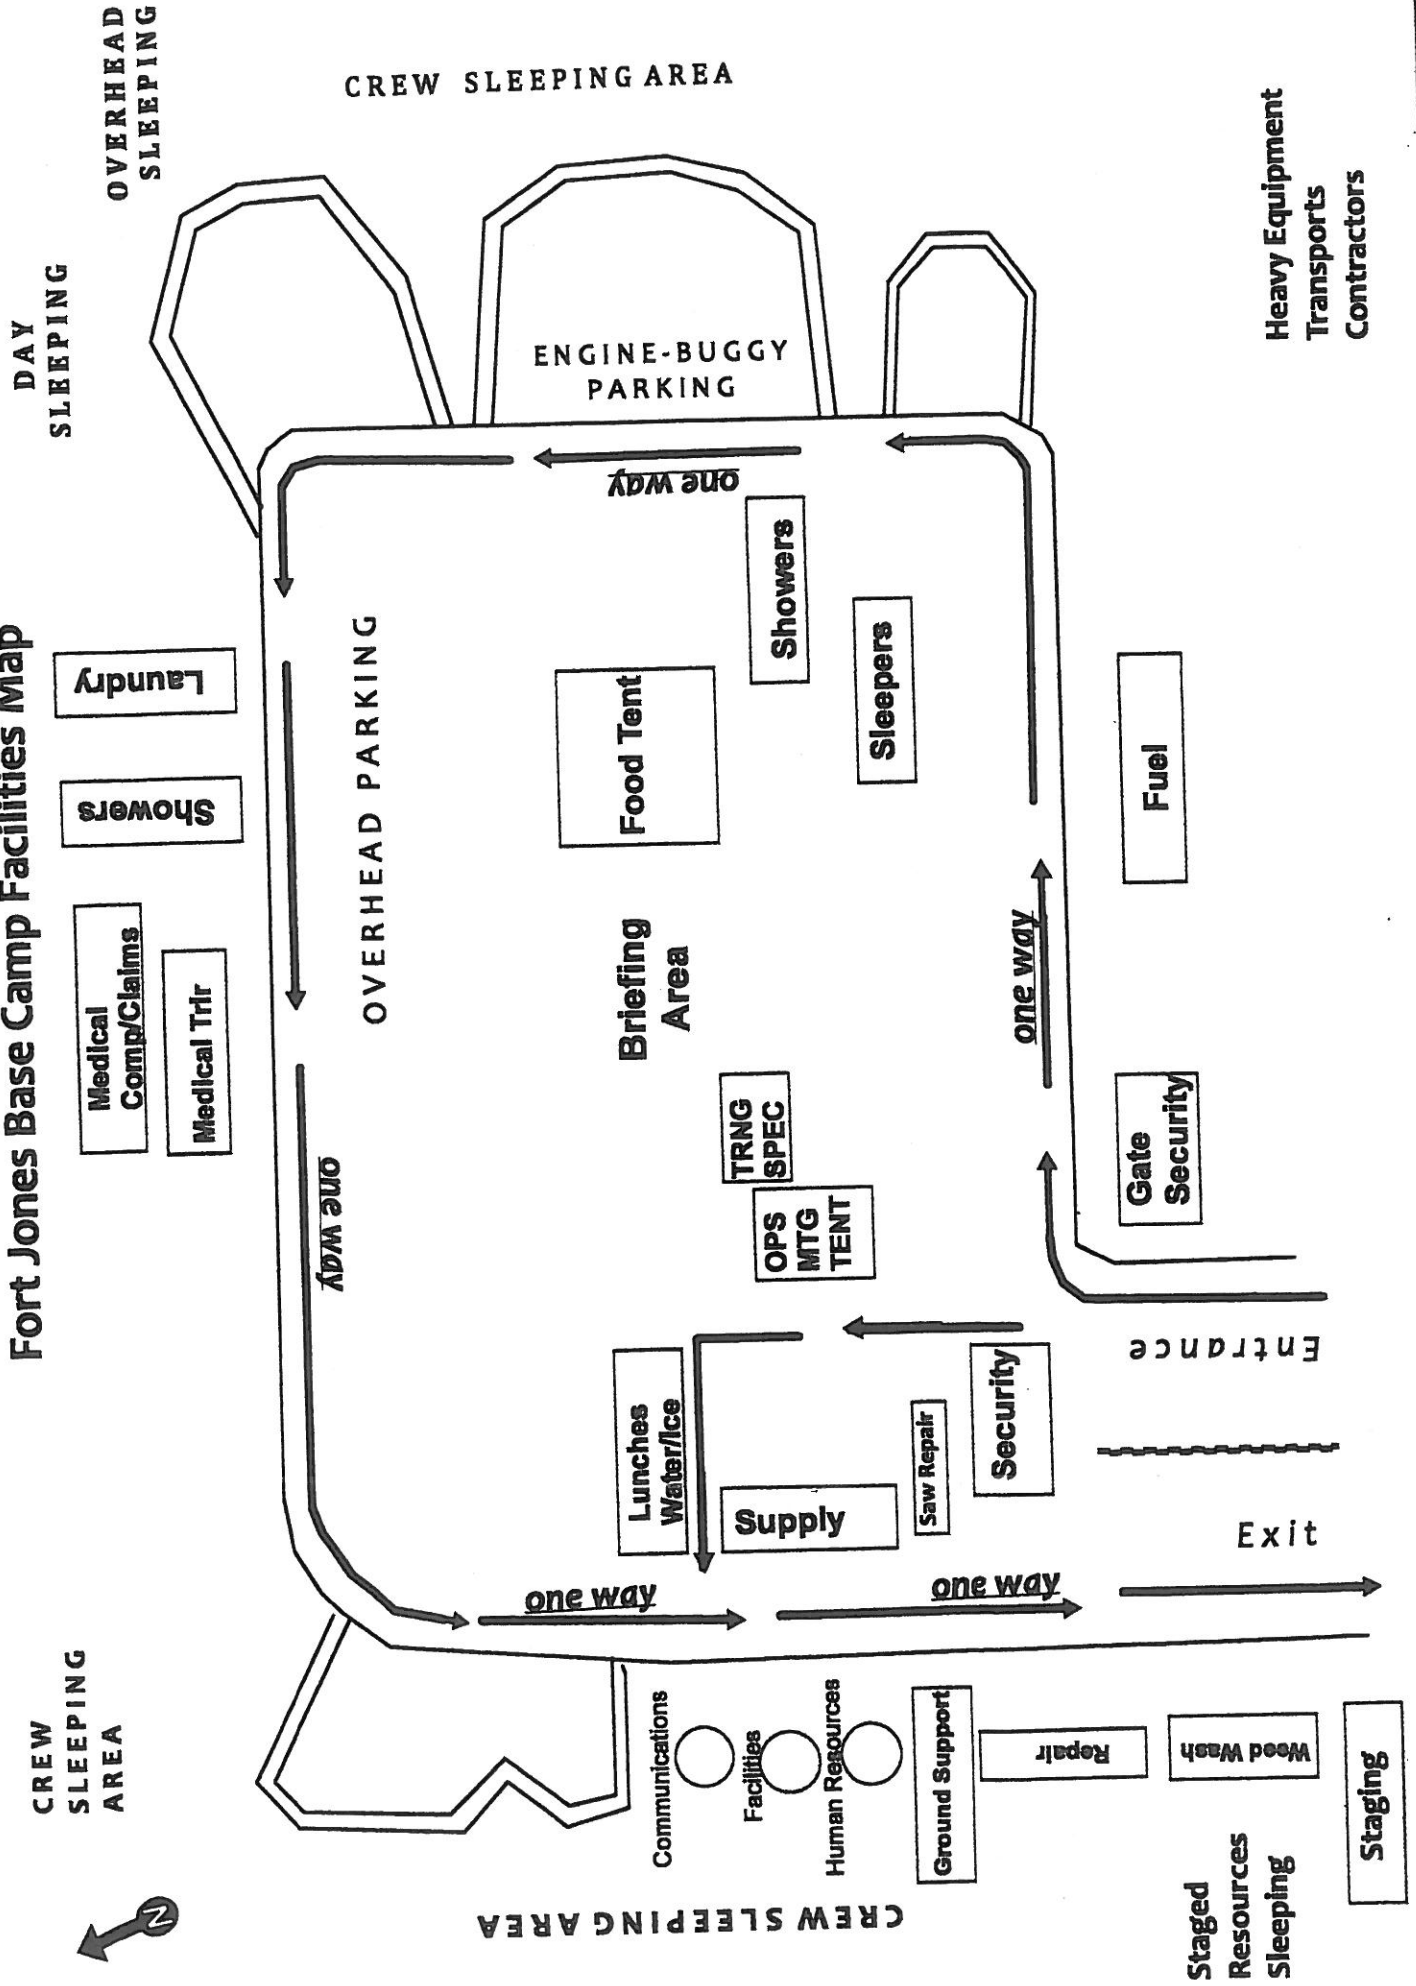 Fort Jones Base Camp Facilities Map
CREW
SLEEPING
AREA
DAY
SLEEPING
OVERHEAD
SLEEPING
Medical
Comp/Claims
Medical Trlr
Showers
Laundry
N
one way
OVERHEAD PARKING
CREW SLEEPING AREA
CREW SLEEPING AREA
Communications
Facilities
Human Resources
Ground Support
Repair
Weed Wash
Staging
Staged
Resources
Sleeping
one way
one way
Lunches
Water/Ice
Supply
Saw Repair
Security
OPS
MTG
TENT
TRNG
SPEC
Briefing
Area
Food Tent
Showers
Sleepers
one way
ENGINE-BUGGY
PARKING
one way
Exit
Entrance
Gate
Security
Fuel
Heavy Equipment
Transports
Contractors